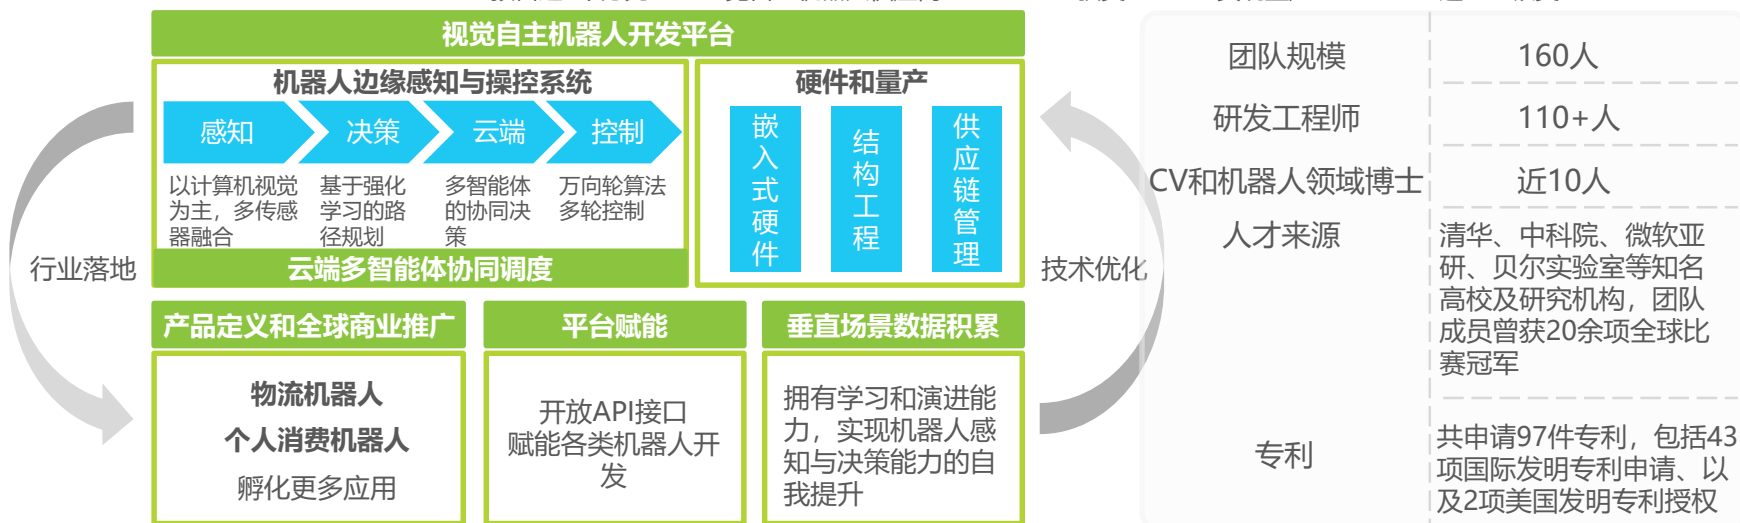 视觉自主机器人开发平台
机器人边缘感知与操控系统
感知
决策
云端
控制
以计算机视觉
为主，多传感
器融合
基于强化
学习的路
径规划
多智能体
的协同决
策
万向轮算法
多轮控制
云端多智能体协同调度
硬件和量产
嵌入式硬件
结构工程
供应链管理
行业落地
技术优化
产品定义和全球商业推广
物流机器人
个人消费机器人
孵化更多应用
平台赋能
开放API接口
赋能各类机器人开
发
垂直场景数据积累
拥有学习和演进能
力，实现机器人感
知与决策能力的自
我提升
团队规模
160人
研发工程师
110+人
CV和机器人领域博士
近10人
人才来源
清华、中科院、微软亚
研、贝尔实验室等知名
高校及研究机构，团队
成员曾获20余项全球比
赛冠军
专利
共申请97件专利，包括43
项国际发明专利申请、以
及2项美国发明专利授权